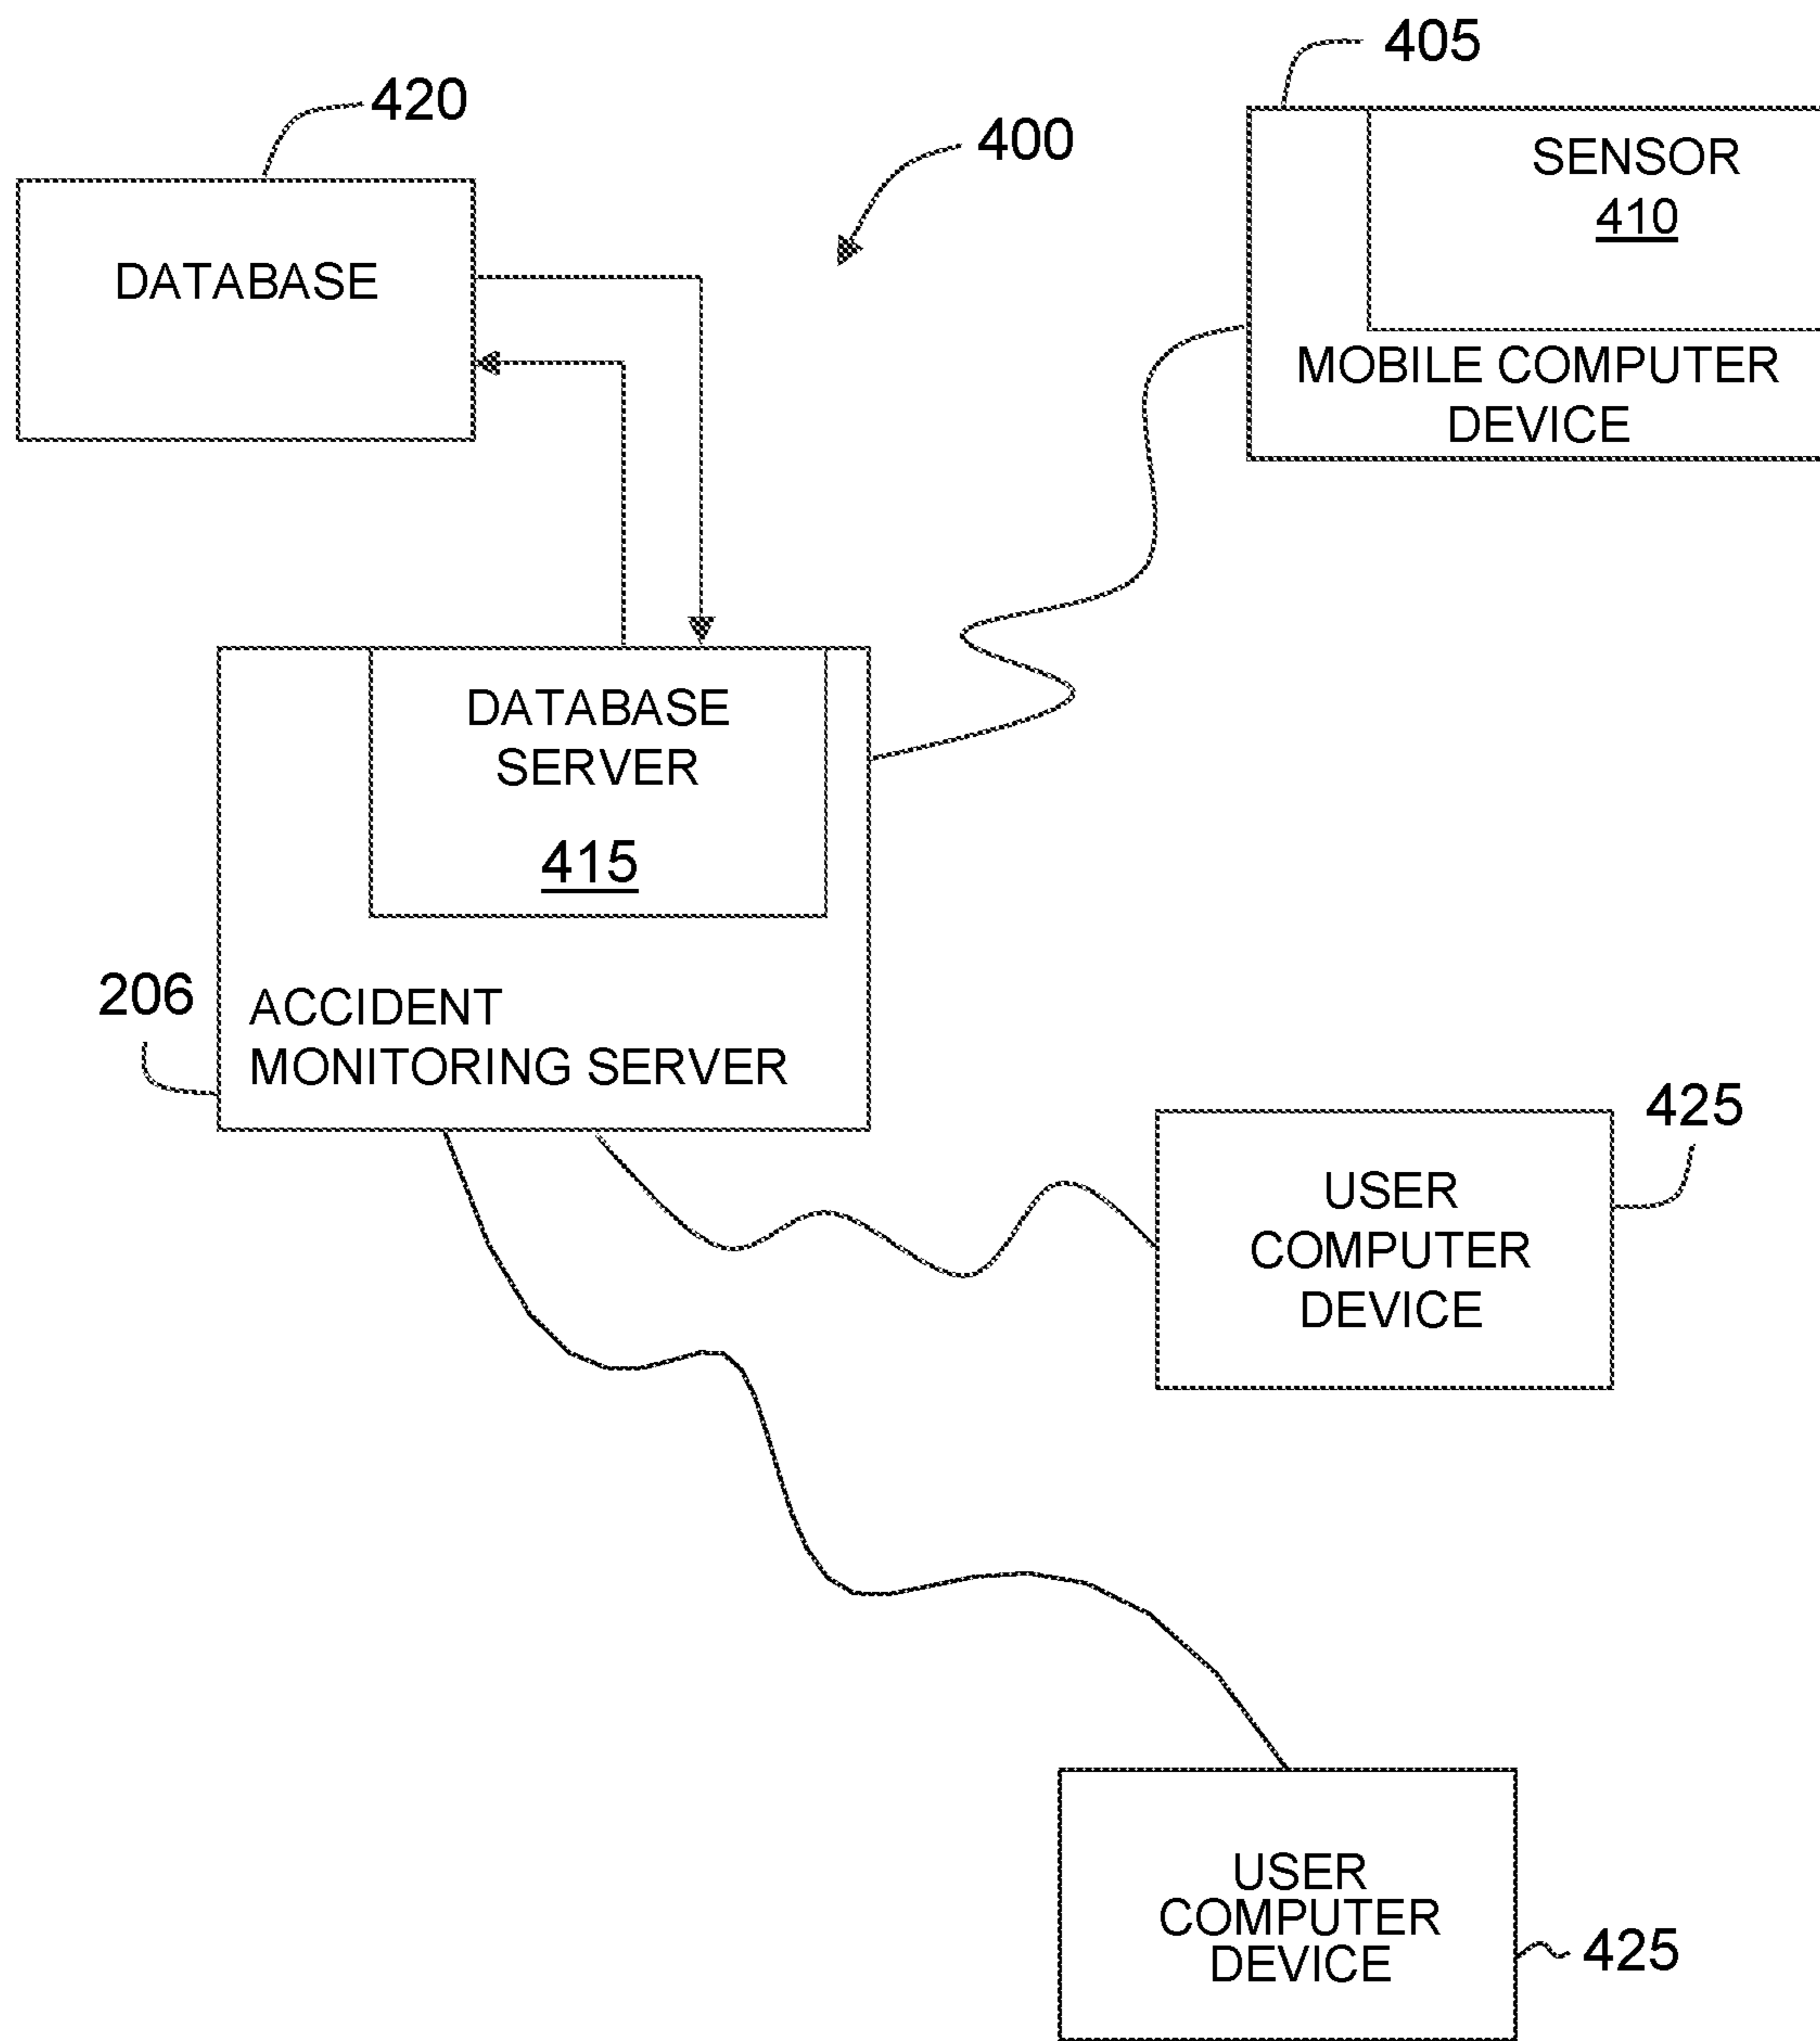 405
420
400
SENSOR
410
DATABASE
MOBILE COMPUTER
DEVICE
DATABASE
SERVER
415
206
ACCIDENT
MONITORING SERVER
425
USER
COMPUTER
DEVICE
USER
COMPUTER
DEVICE
425